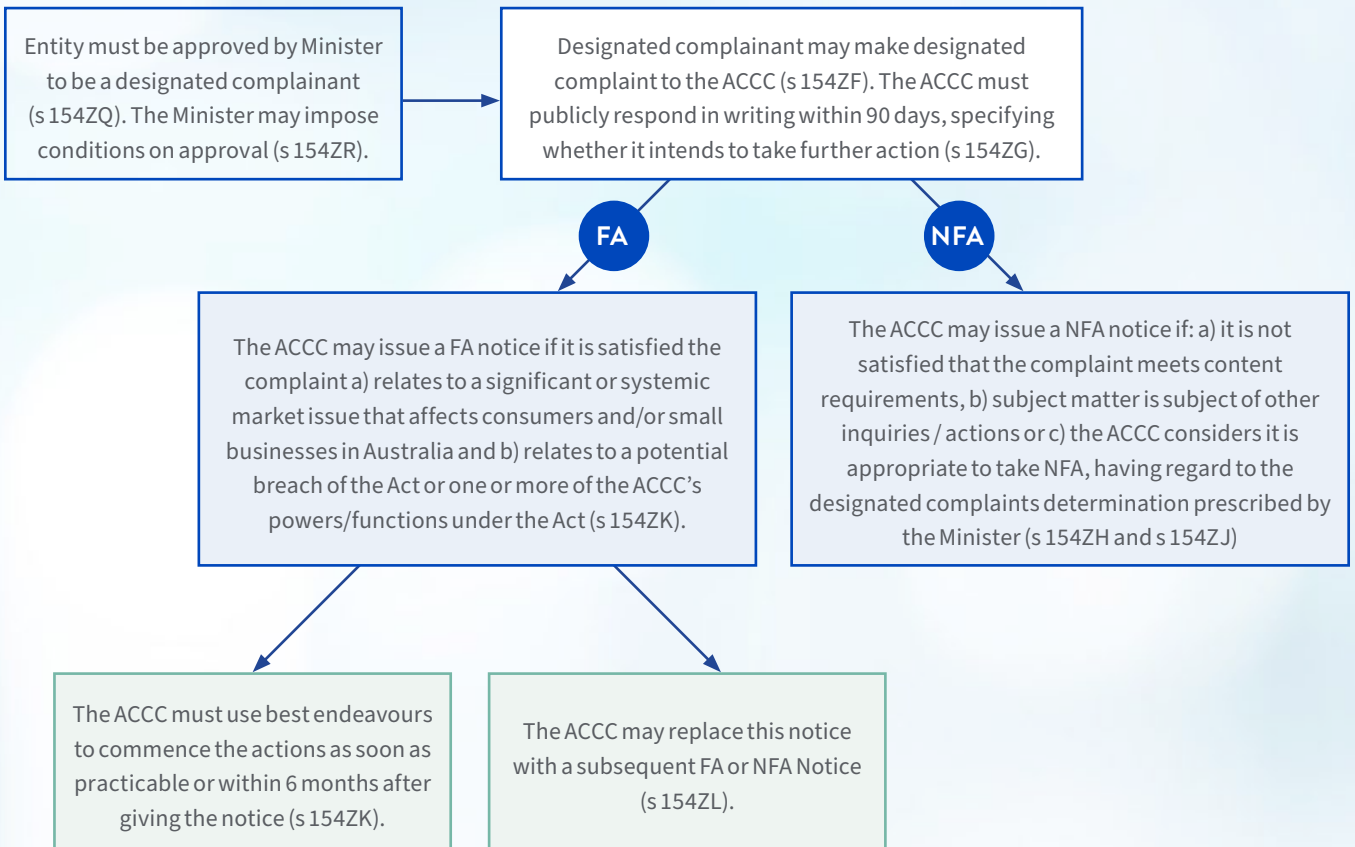 Entity must be approved by Minister
to be a designated complainant
(s 154ZQ). The Minister may impose
conditions on approval (s 154ZR).
Designated complainant may make designated
complaint to the ACCC (s 154ZF). The ACCC must
publicly respond in writing within 90 days, specifying
whether it intends to take further action (s 154ZG).
FA
NFA
The ACCC may issue a FA notice if it is satisfied the
complaint a) relates to a significant or systemic
market issue that affects consumers and/or small
businesses in Australia and b) relates to a potential
breach of the Act or one or more of the ACCC’s
powers/functions under the Act (s 154ZK).
The ACCC may issue a NFA notice if: a) it is not
satisfied that the complaint meets content
requirements, b) subject matter is subject of other
inquiries / actions or c) the ACCC considers it is
appropriate to take NFA, having regard to the
designated complaints determination prescribed by
the Minister (s 154ZH and s 154ZJ)
The ACCC must use best endeavours
to commence the actions as soon as
practicable or within 6 months after
giving the notice (s 154ZK).
The ACCC may replace this notice
with a subsequent FA or NFA Notice
(s 154ZL).